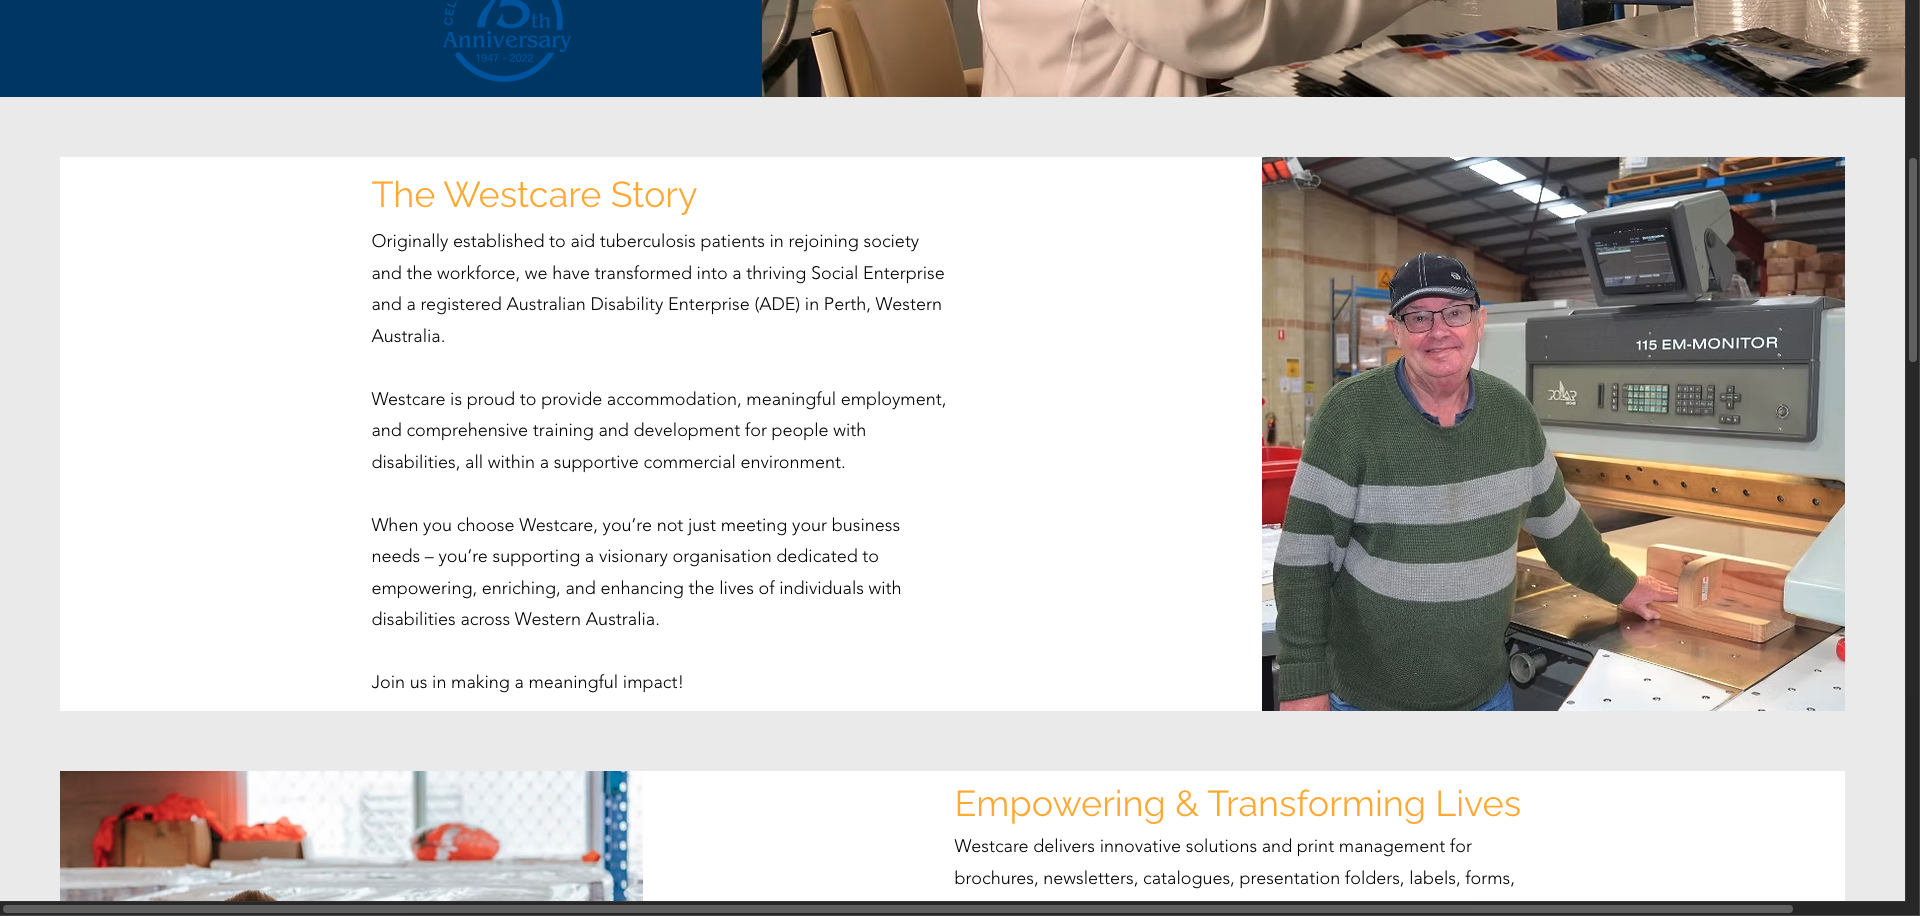 75th
Anniversary
1947 - 2022
The Westcare Story
Originally established to aid tuberculosis patients in rejoining society
and the workforce, we have transformed into a thriving Social Enterprise
and a registered Australian Disability Enterprise (ADE) in Perth, Western
Australia.
Westcare is proud to provide accommodation, meaningful employment,
and comprehensive training and development for people with
disabilities, all within a supportive commercial environment.
When you choose Westcare, you’re not just meeting your business
needs – you’re supporting a visionary organisation dedicated to
empowering, enriching, and enhancing the lives of individuals with
disabilities across Western Australia.
Join us in making a meaningful impact!
115 EM-MONITOR
POLAR
Empowering & Transforming Lives
Westcare delivers innovative solutions and print management for
brochures, newsletters, catalogues, presentation folders, labels, forms,